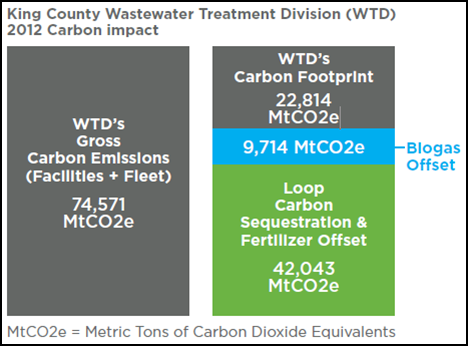 King County Wastewater Treatment Division (WTD)
2012 Carbon impact
WTD's
Gross
Carbon Emissions
(Facilities + Fleet)
74,571
MtCO2e
WTD's
Carbon Footprint
22,814
MtCO2e
9,714 MtCO2e
Biogas
Offset
Loop
Carbon
Sequestration &
Fertilizer Offset
42,043
MtCO2e
MtCO2e = Metric Tons of Carbon Dioxide Equivalents